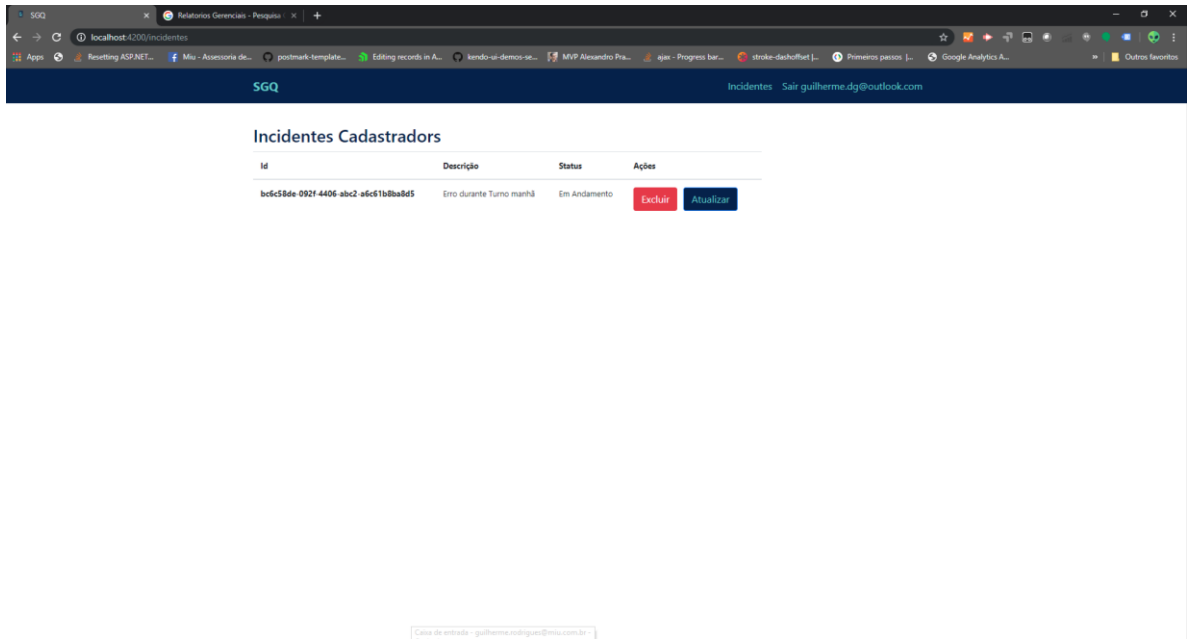 SGQ
Relatorios Gerenciais - Pesquisa
localhost:4200/incidentes
Apps Resetting ASP.NET... Miu - Assessoria de... postmark-template... Editing records in A... kendo-ui-demos-se... MVP Alexandro Pra... ajax - Progress bar... stroke-dashoffset |... Primeiros passos |... Google Analytics A... » Outros favoritos
SGQ Incidentes Sair guilherme.dg@outlook.com
Incidentes Cadastradors
Id Descrição Status Ações
bc6c58de-092f-4406-abc2-a6c61b8ba8d5 Erro durante Turno manhã Em Andamento Excluir Atualizar
Caixa de entrada - guilherme.rodrigues@miu.com.br -